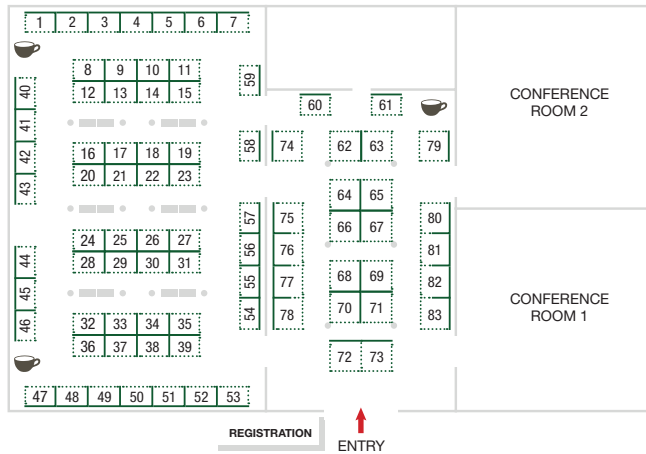 1 2 3 4 5 6 7
8 9 10 11
12 13 14 15
59
60 61
40
41
42
43
CONFERENCE
ROOM 2
16 17 18 19
20 21 22 23
58 74 62 63 79
64 65
66 67
57 75 80
56 76 81
55 77 82
54 78 83
24 25 26 27
28 29 30 31
44
45
46
68 69
70 71
CONFERENCE
ROOM 1
32 33 34 35
36 37 38 39
72 73
47 48 49 50 51 52 53
REGISTRATION
ENTRY